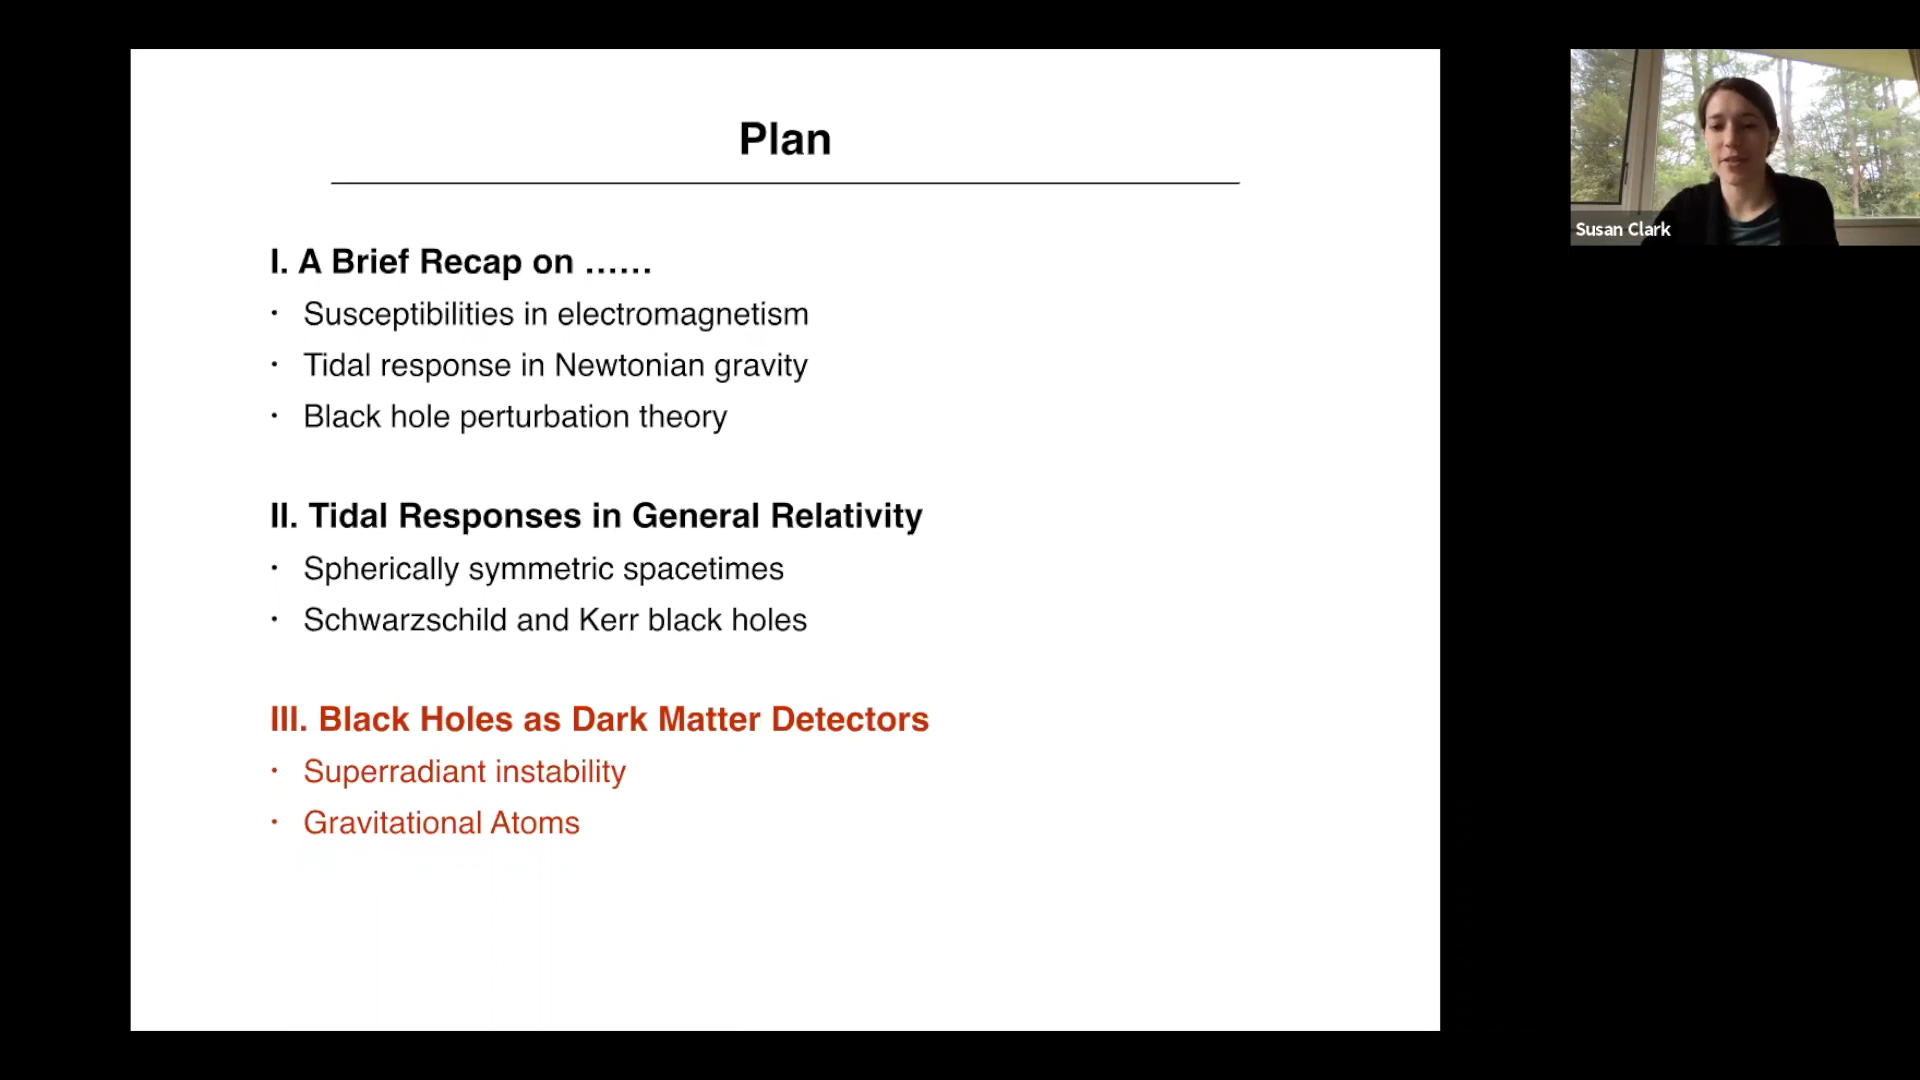 Plan
I. A Brief Recap on ......
· Susceptibilities in electromagnetism
· Tidal response in Newtonian gravity
· Black hole perturbation theory
II. Tidal Responses in General Relativity
· Spherically symmetric spacetimes
· Schwarzschild and Kerr black holes
III. Black Holes as Dark Matter Detectors
· Superradiant instability
· Gravitational Atoms
Susan Clark